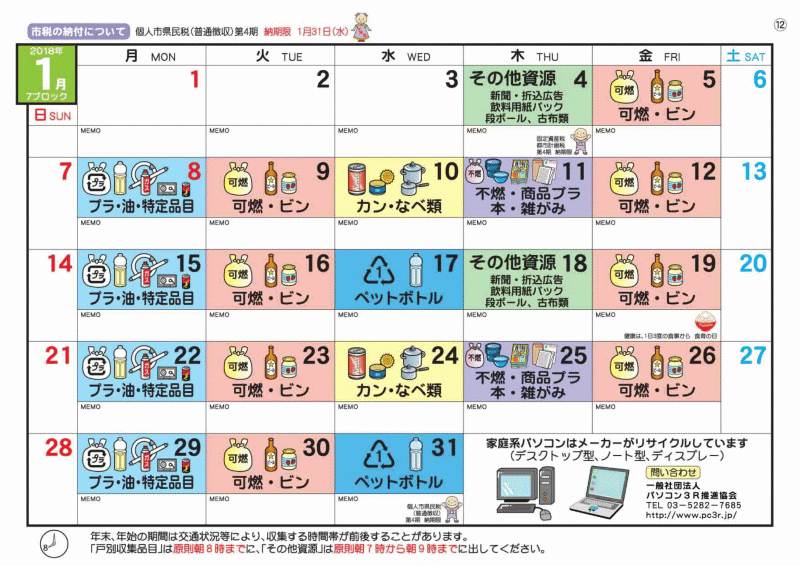 市税の納付について 個人市県民税(普通徴収)第4期 納期限 1月31日(水)
⑫
2018年
1月
7ブロック
日 SUN 月 MON 火 TUE 水 WED 木 THU 金 FRI 土 SAT
1 2 3 4 5 6
その他資源
新聞・折込広告
飲料用紙パック
段ボール、古布類
可燃
可燃・ビン
MEMO MEMO MEMO MEMO MEMO
固定資産税
都市計画税
第4期 納期限
7 8 9 10 11 12 13
プラ 可燃 不燃 可燃
プラ・油・特定品目 可燃・ビン カン・なべ類 不燃・商品プラ 可燃・ビン
本・雑がみ
MEMO MEMO MEMO MEMO MEMO
14 15 16 17 18 19 20
プラ 可燃 1 可燃
プラ・油・特定品目 可燃・ビン ペットボトル その他資源 可燃・ビン
新聞・折込広告
飲料用紙パック
段ボール、古布類
MEMO MEMO MEMO MEMO MEMO
健康は、1日3度の食事から 食育の日
21 22 23 24 25 26 27
プラ 可燃 不燃 可燃
プラ・油・特定品目 可燃・ビン カン・なべ類 不燃・商品プラ 可燃・ビン
本・雑がみ
MEMO MEMO MEMO MEMO MEMO
28 29 30 31
プラ 可燃 1
プラ・油・特定品目 可燃・ビン ペットボトル
MEMO MEMO MEMO
個人市県民税
(普通徴収)
第4期 納期限
家庭系パソコンはメーカーがリサイクルしています
(デスクトップ型、ノート型、ディスプレー)
問い合わせ
一般社団法人
パソコン3R推進協会
TEL 03-5282-7685
http://www.pc3r.jp/
8
年末、年始の期間は交通状況等により、収集する時間帯が前後することがあります。
「戸別収集品目」は原則朝8時までに、「その他資源」は原則朝7時から朝9時までに出してください。